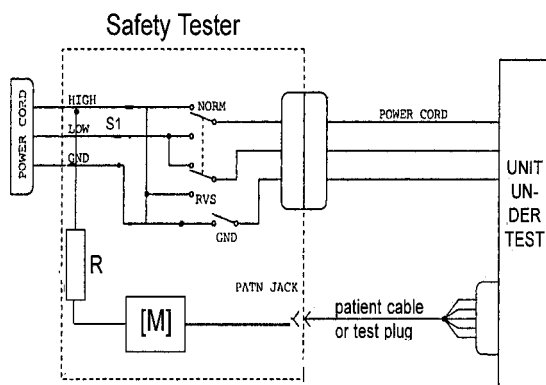 Safety Tester
POWER CORD
HIGH
LOW
GND
S1
NORM
RVS
GND
POWER CORD
UNIT
UN-
DER
TEST
R
[M]
PATN JACK
patient cable
or test plug